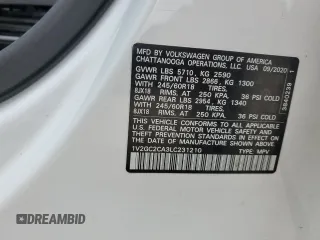 MFD BY VOLKSWAGEN GROUP OF AMERICA
CHATTANOOGA OPERATIONS, LLC USA 09/2020
GVWR LBS 5710, KG 2590
GAWR FRONT LBS 2866, KG 1300
WITH 245/60R18
8JX18 RIMS, AT 250 KPA, 36 PSI COLD
GAWR REAR LBS 2954, KG 1340
WITH 245/60R18
8JX18 RIMS, AT 250 KPA, 36 PSI COLD
THIS VEHICLE CONFORMS TO ALL APPLICABLE
FEDERAL MOTOR VEHICLE SAFETY
THEFT PREVENTION STANDARDS IN EFFECT ON THE
DATE OF MANUFACTURE SHOWN ABOVE
1V2GC2CA3LC231210 TYPE: MPV
DREAMBID